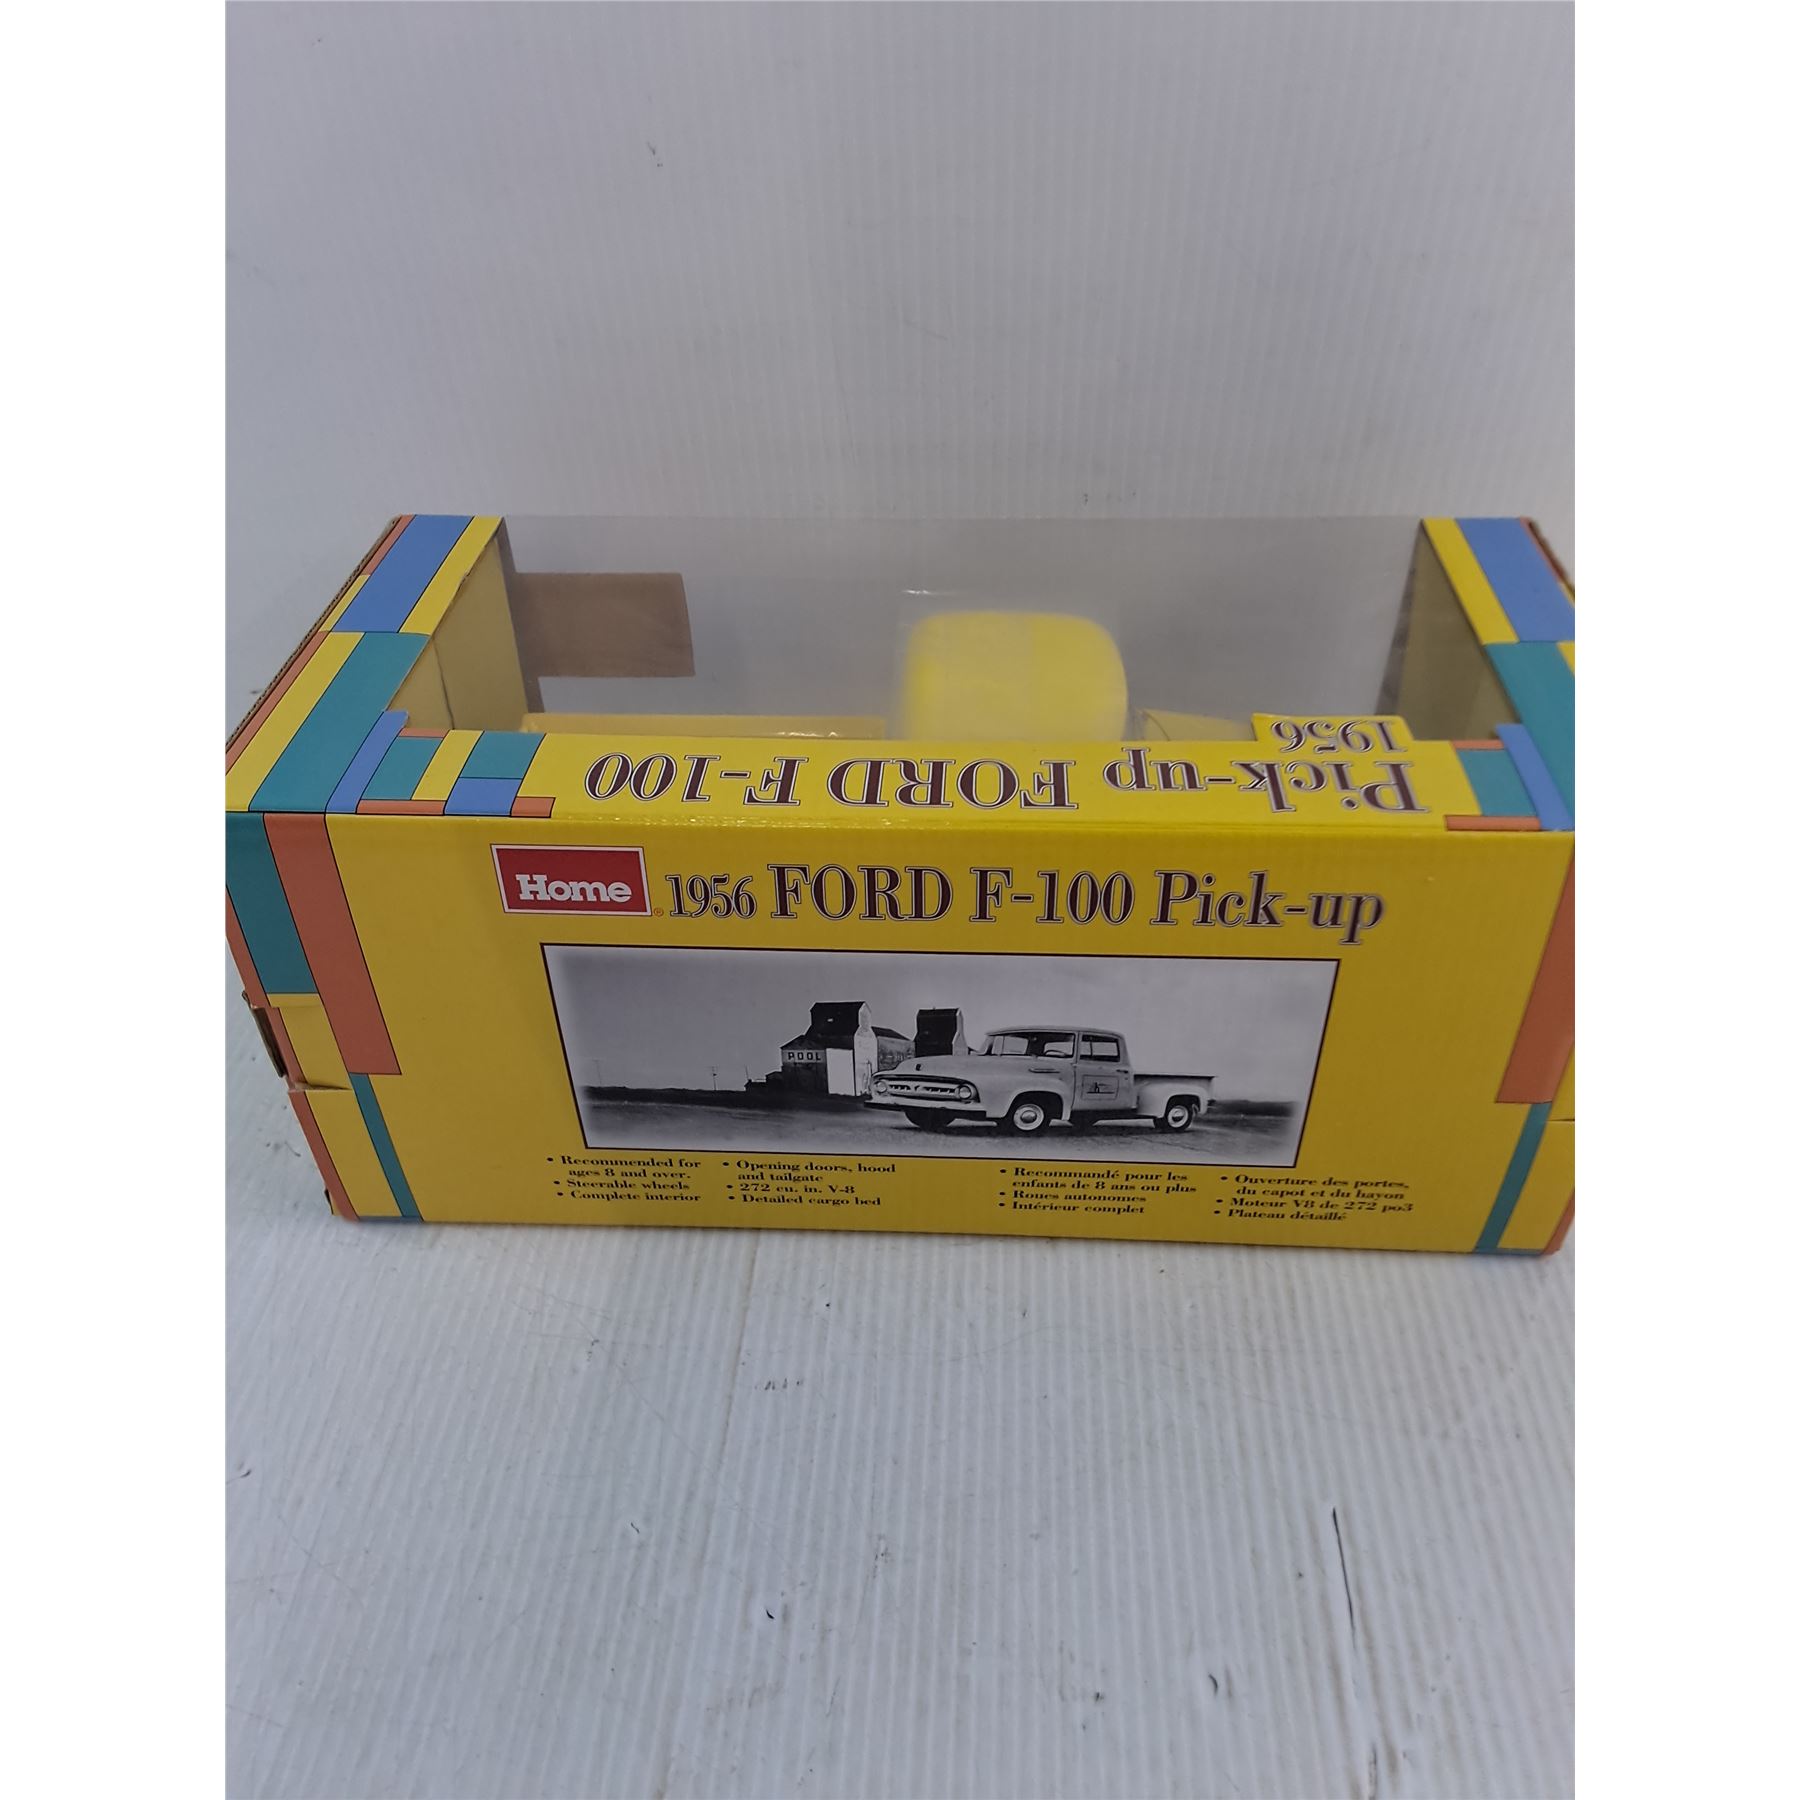 1956
Pick-up FORD F-100
Home® 1956 FORD F-100 Pick-up
POOL
• Recommended for
ages 8 and over.
• Steerable wheels
• Complete interior
• Opening doors, hood
and tailgate
• 272 cu. in. V-8
• Detailed cargo bed
• Recommandé pour les
enfants de 8 ans ou plus
• Roues autonomes
• Intérieur complet
• Ouverture des portes,
du capot et du hayon
• Moteur V8 de 272 po3
• Plateau détaillé